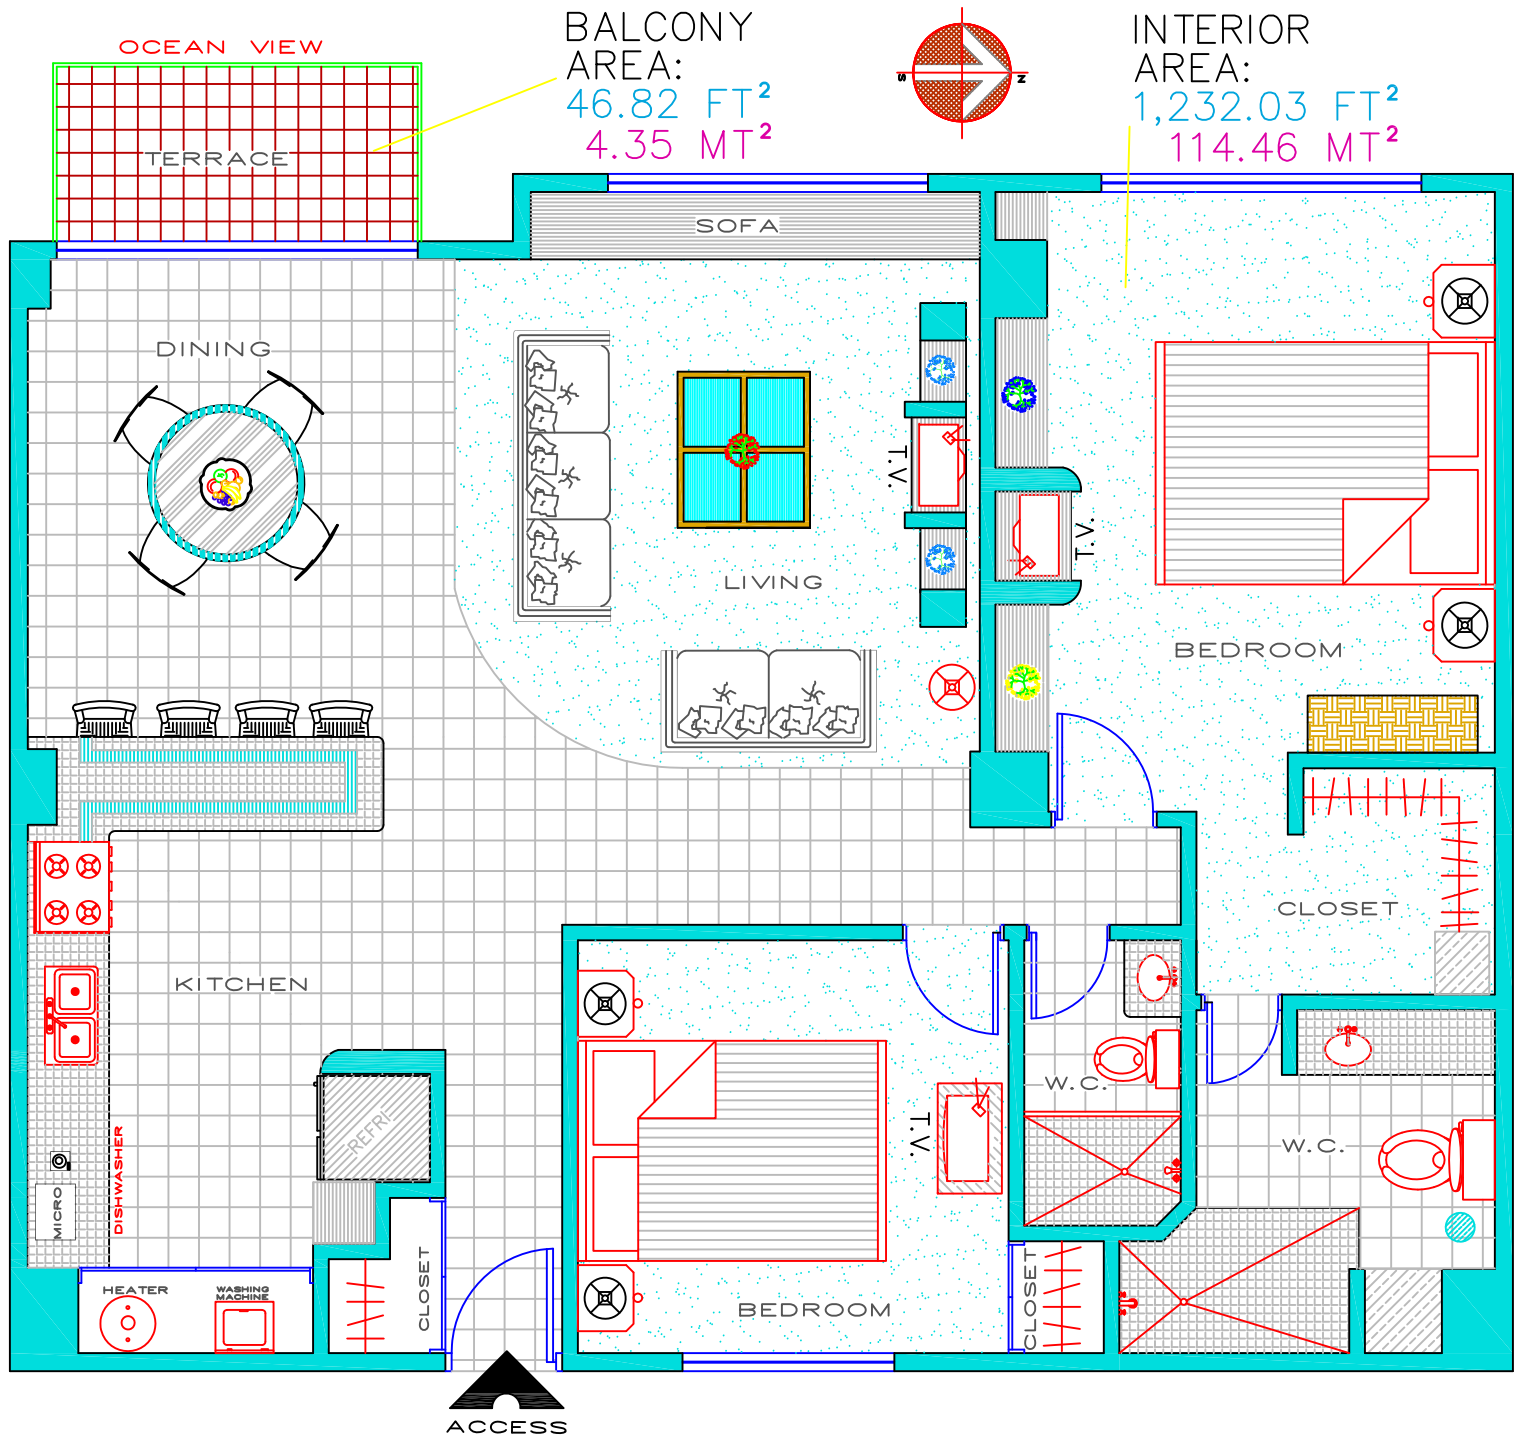 OCEAN VIEW
BALCONY
AREA:
46.82 FT²
4.35 MT²
S
N
INTERIOR
AREA:
1,232.03 FT²
114.46 MT²
TERRACE
SOFA
DINING
T.V.
T.V.
LIVING
BEDROOM
CLOSET
KITCHEN
W.C.
REFRI
T.V.
W.C.
DISHWASHER
MICRO
CLOSET
CLOSET
HEATER
WASHING
MACHINE
BEDROOM
ACCESS